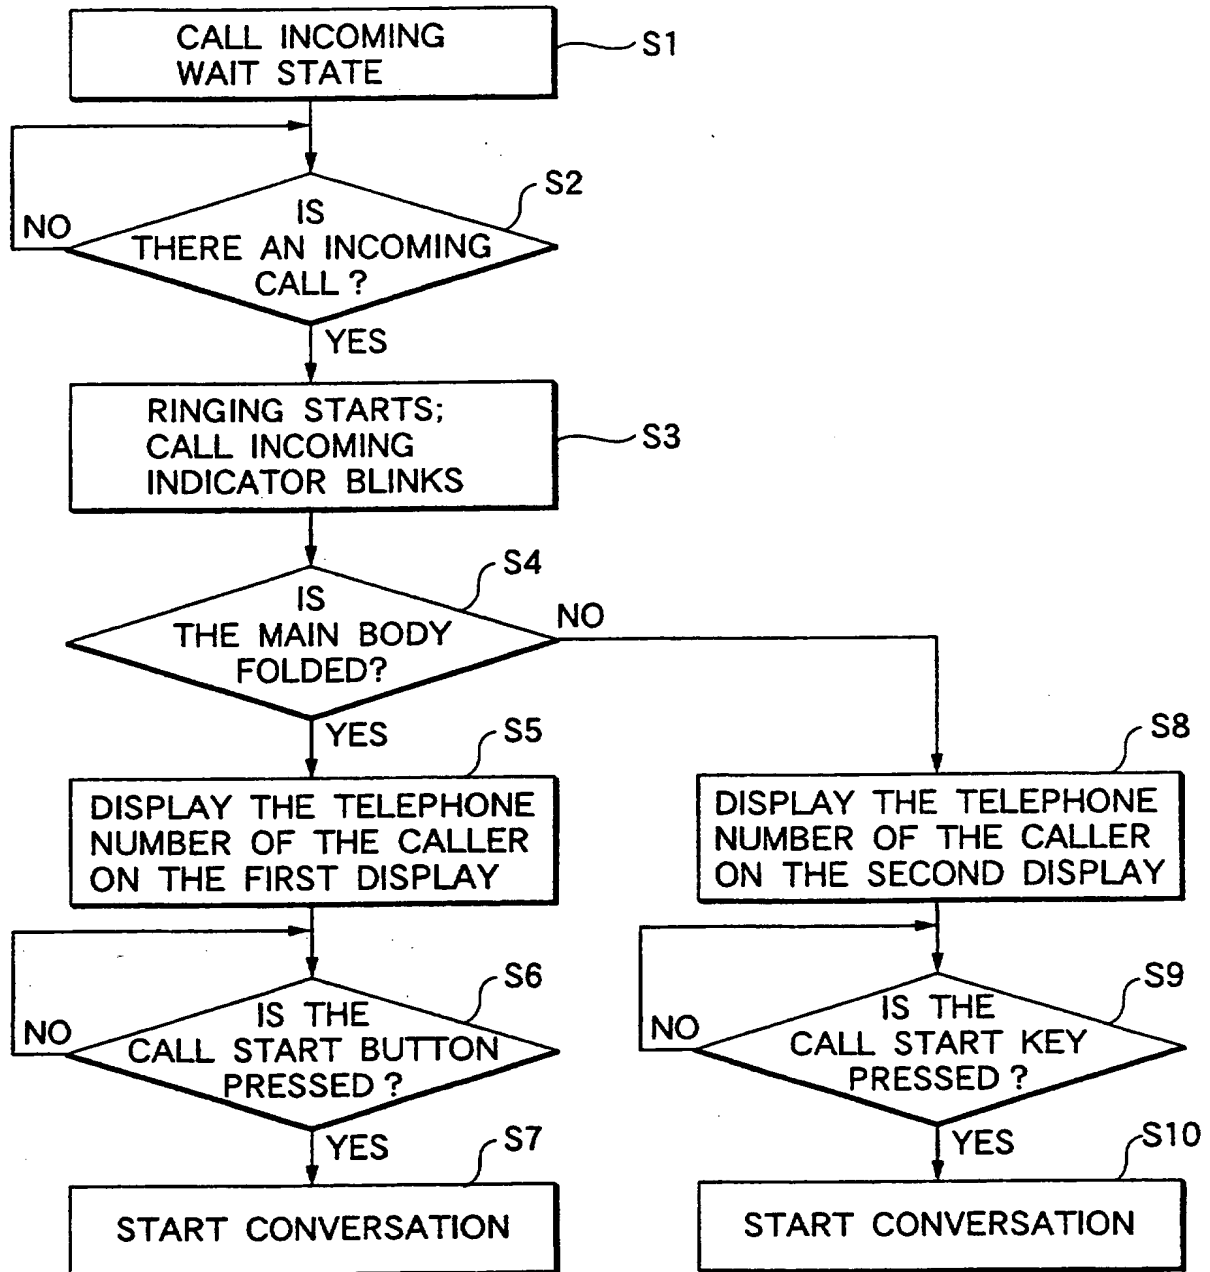 CALL INCOMING
WAIT STATE
S1
S2
NO
IS
THERE AN INCOMING
CALL?
YES
RINGING STARTS;
CALL INCOMING
INDICATOR BLINKS
S3
S4
IS
THE MAIN BODY
FOLDED?
NO
YES
S5
DISPLAY THE TELEPHONE
NUMBER OF THE CALLER
ON THE FIRST DISPLAY
S6
NO
IS THE
CALL START BUTTON
PRESSED?
YES
S7
START CONVERSATION
S8
DISPLAY THE TELEPHONE
NUMBER OF THE CALLER
ON THE SECOND DISPLAY
S9
NO
IS THE
CALL START KEY
PRESSED?
YES
S10
START CONVERSATION